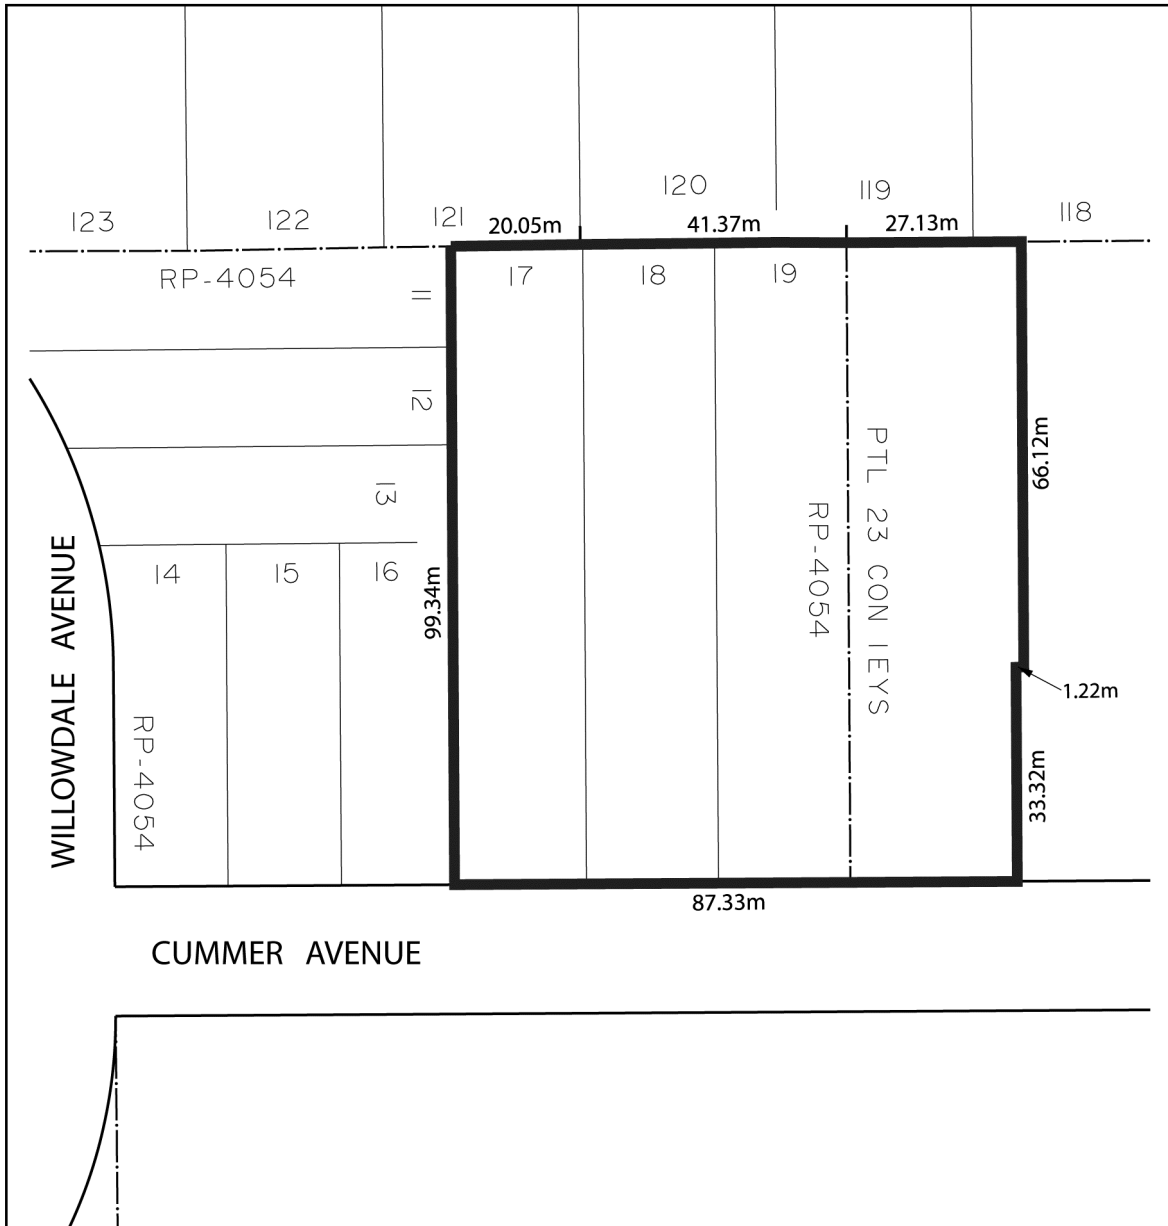 120
119
118
123
122
121
20.05m
41.37m
27.13m
RP-4054
11
17
18
19
12
13
PTL 23 CON 1EYS
RP-4054
66.12m
14
15
16
99.34m
WILLOWDALE AVENUE
RP-4054
1.22m
33.32m
87.33m
CUMMER AVENUE